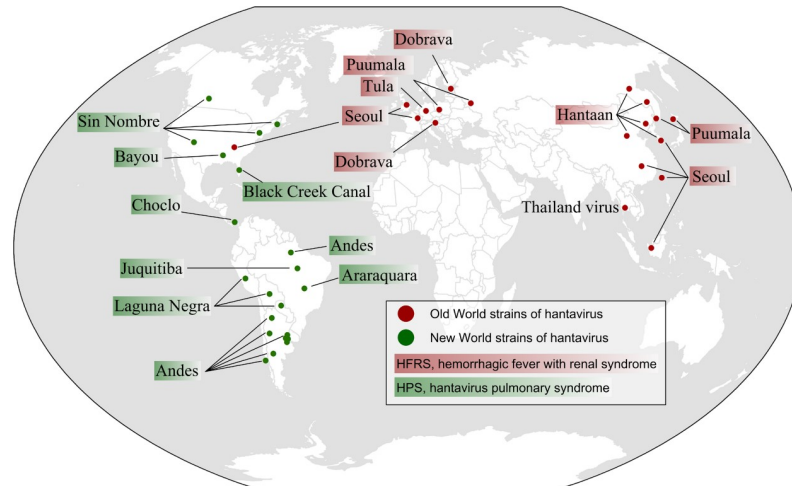 Dobrava
Puumala
Tula
Seoul
Dobrava
Sin Nombre
Bayou
Black Creek Canal
Choclo
Hantaan
Puumala
Seoul
Thailand virus
Andes
Juquitiba
Araraquara
Laguna Negra
Andes
Old World strains of hantavirus
New World strains of hantavirus
HFRS, hemorrhagic fever with renal syndrome
HPS, hantavirus pulmonary syndrome